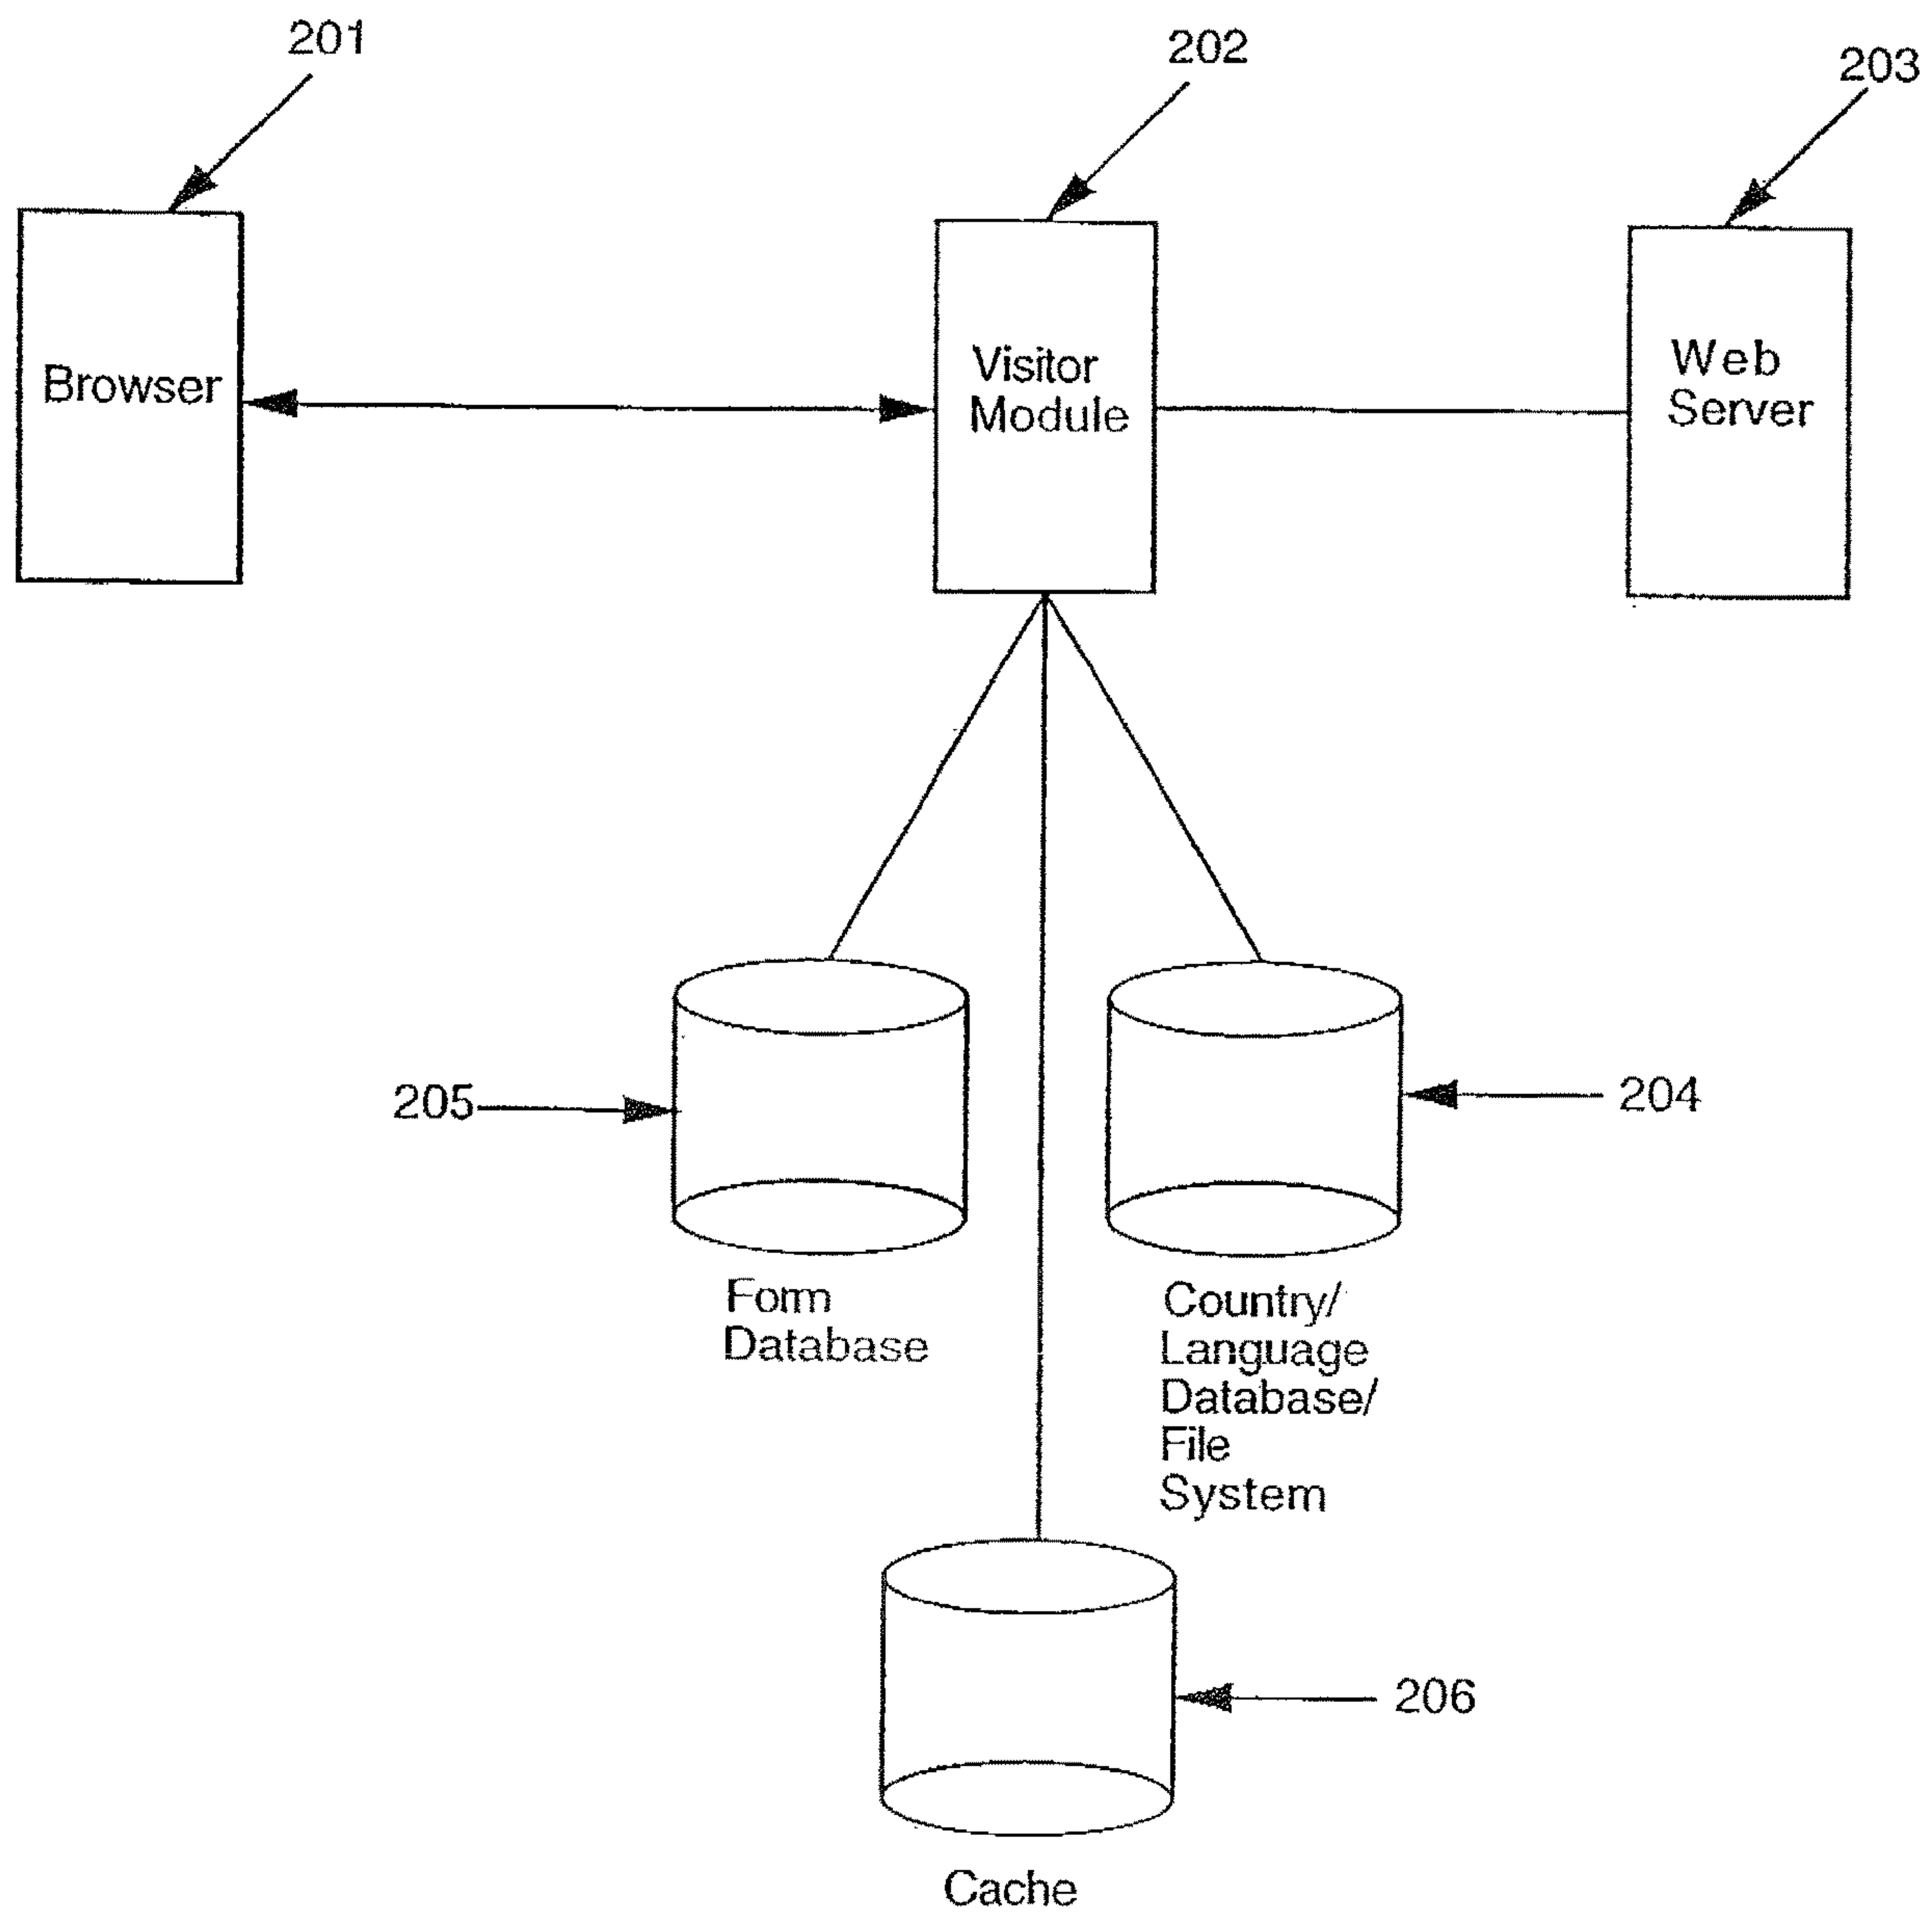 201
202
203
Browser
Visitor
Module
Web
Server
205
204
Form
Database
Country/
Language
Database/
File
System
206
Cache